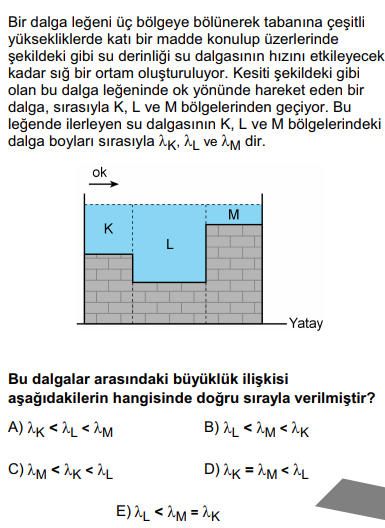 Bir dalga leğeni üç bölgeye bölünerek tabanına çeşitli
yüksekliklerde katı bir madde konulup üzerlerinde
şekildeki gibi su derinliği su dalgasının hızını etkileyecek
kadar sığ bir ortam oluşturuluyor. Kesiti şekildeki gibi
olan bu dalga leğeninde ok yönünde hareket eden bir
dalga, sırasıyla K, L ve M bölgelerinden geçiyor. Bu
leğende ilerleyen su dalgasının K, L ve M bölgelerindeki
dalga boyları sırasıyla λK, λL ve λM dir.
ok
K
L
M
Yatay
Bu dalgalar arasındaki büyüklük ilişkisi
aşağıdakilerin hangisinde doğru sırayla verilmiştir?
A) λK < λL < λM
B) λL < λM < λK
C) λM < λK < λL
D) λK = λM < λL
E) λL < λM = λK